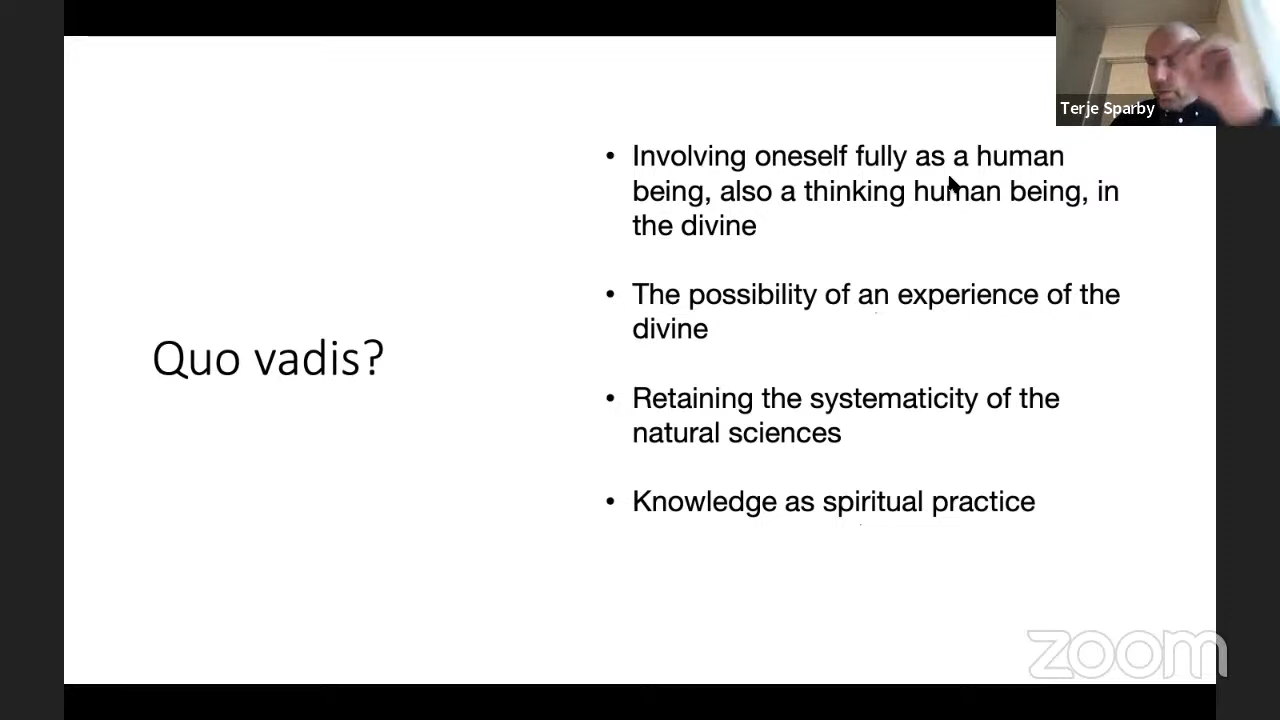 Terje Sparby
Quo vadis?
• Involving oneself fully as a human
being, also a thinking human being, in
the divine
• The possibility of an experience of the
divine
• Retaining the systematicity of the
natural sciences
• Knowledge as spiritual practice
zoom